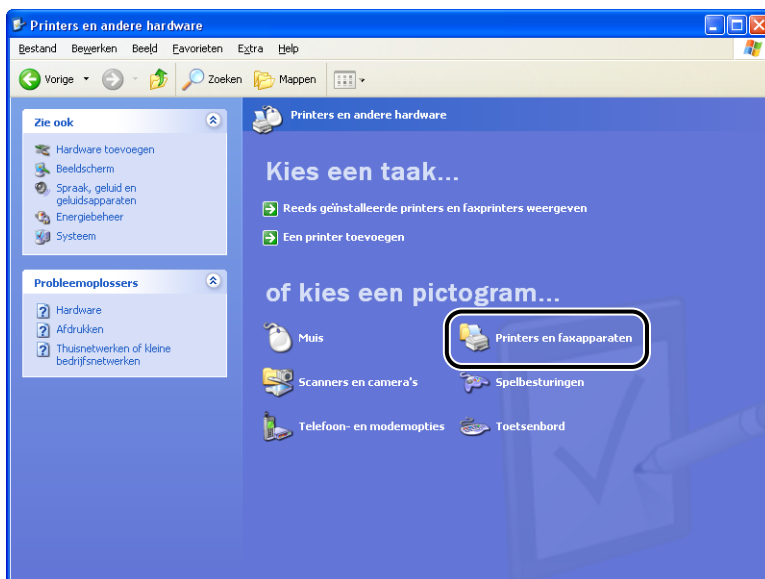 Printers en andere hardware
Bestand Bewerken Beeld Favorieten Extra Help
Vorige Zoeken Mappen
Zie ook
Hardware toevoegen
Beeldscherm
Spraak, geluid en
geluidsapparaten
Energiebeheer
Systeem
Probleemoplossers
Hardware
Afdrukken
Thuisnetwerken of kleine
bedrijfsnetwerken
Printers en andere hardware
Kies een taak...
Reeds geïnstalleerde printers en faxprinters weergeven
Een printer toevoegen
of kies een pictogram...
Muis Printers en faxapparaten
Scanners en camera's Spelbesturingen
Telefoon- en modemopties Toetsenbord